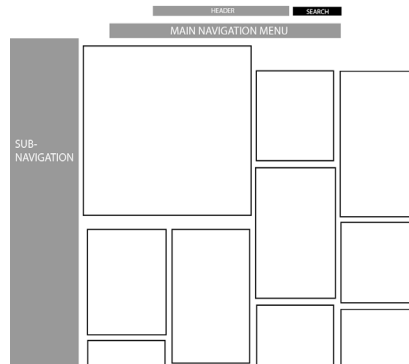 HEADER
SEARCH
MAIN NAVIGATION MENU
SUB-
NAVIGATION